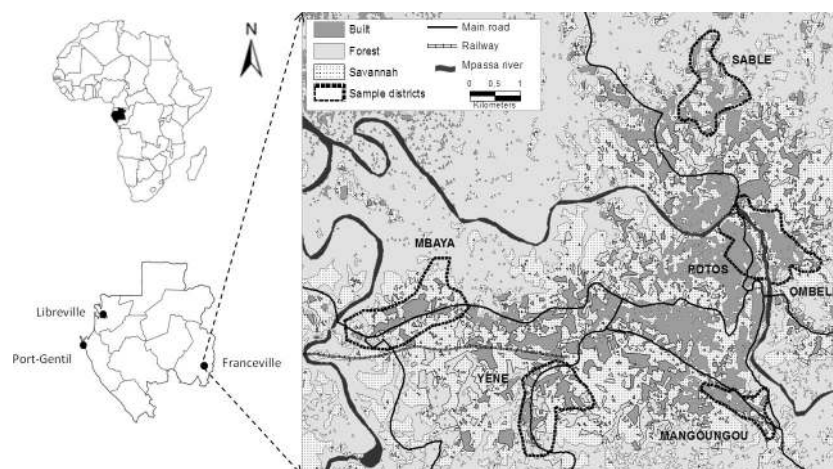 N
Built
Forest
Savannah
Sample districts
Main road
Railway
Mpassa river
0 0.5 1
Kilometers
SABLE
MBAYA
POTOS
OMBEL
YENE
MANGOUNGOU
Libreville
Port-Gentil
Franceville